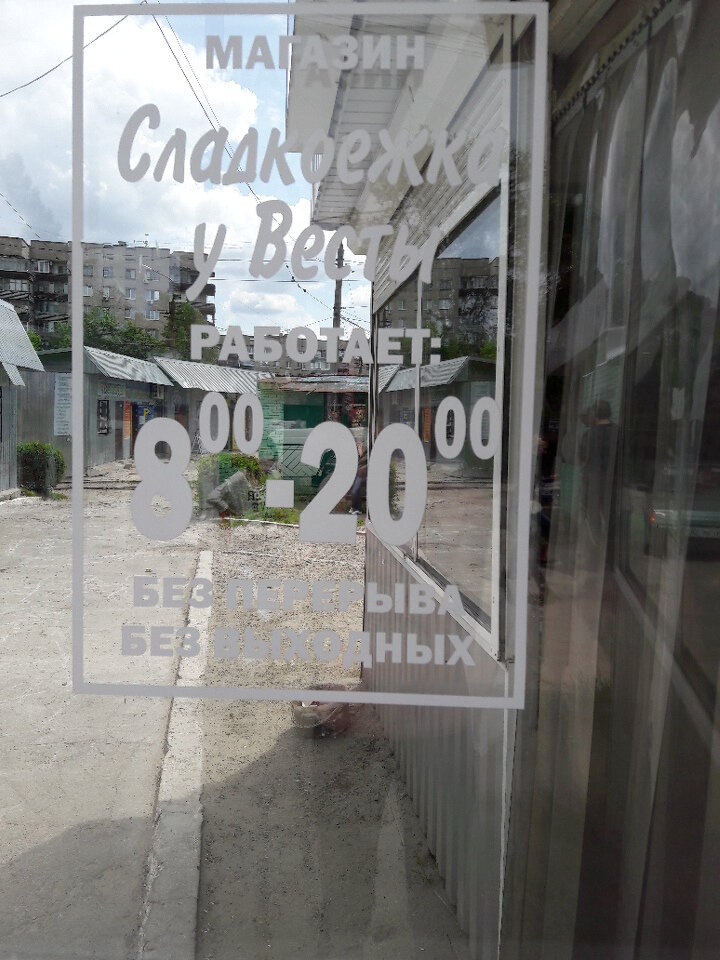 МАГАЗИН
Сладкоежка
у Весты
РАБОТАЕТ:
8⁰⁰-20⁰⁰
БЕЗ ПЕРЕРЫВА
БЕЗ ВЫХОДНЫХ